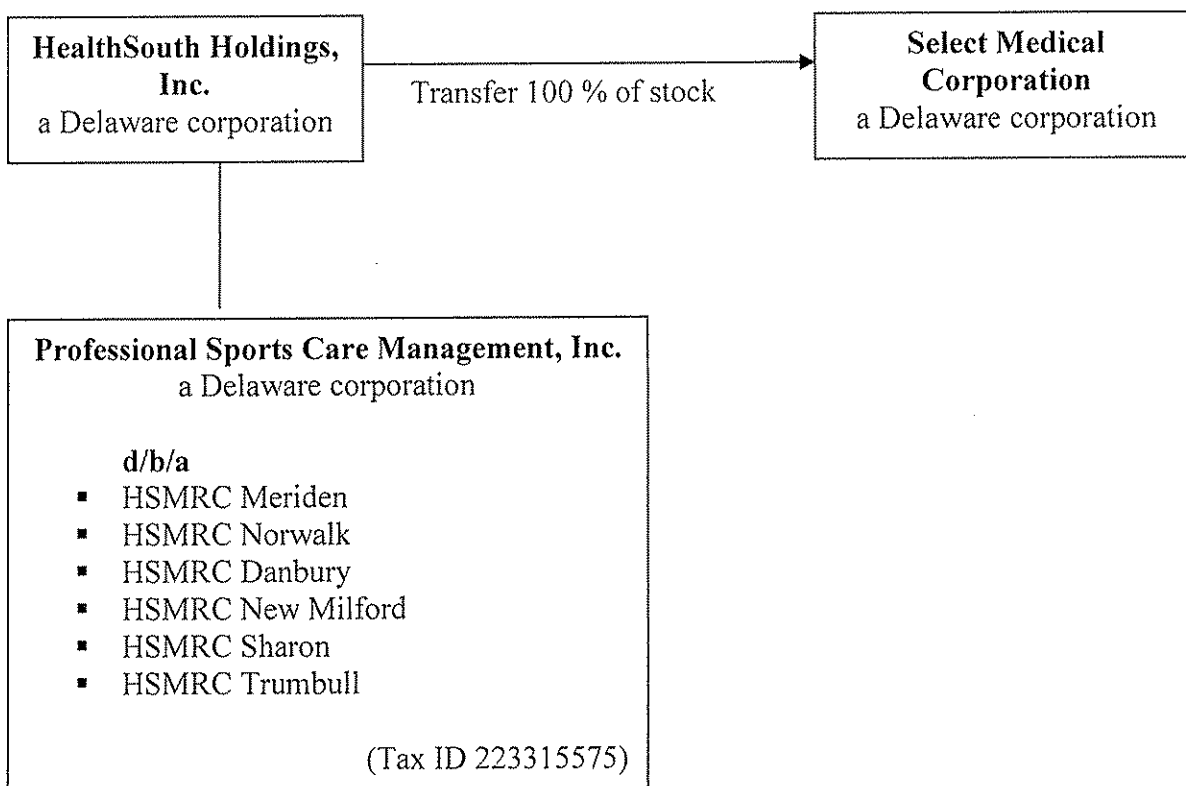 HealthSouth Holdings,
Inc.
a Delaware corporation
Transfer 100 % of stock
Select Medical
Corporation
a Delaware corporation
Professional Sports Care Management, Inc.
a Delaware corporation
d/b/a
▪ HSMRC Meriden
▪ HSMRC Norwalk
▪ HSMRC Danbury
▪ HSMRC New Milford
▪ HSMRC Sharon
▪ HSMRC Trumbull
(Tax ID 223315575)